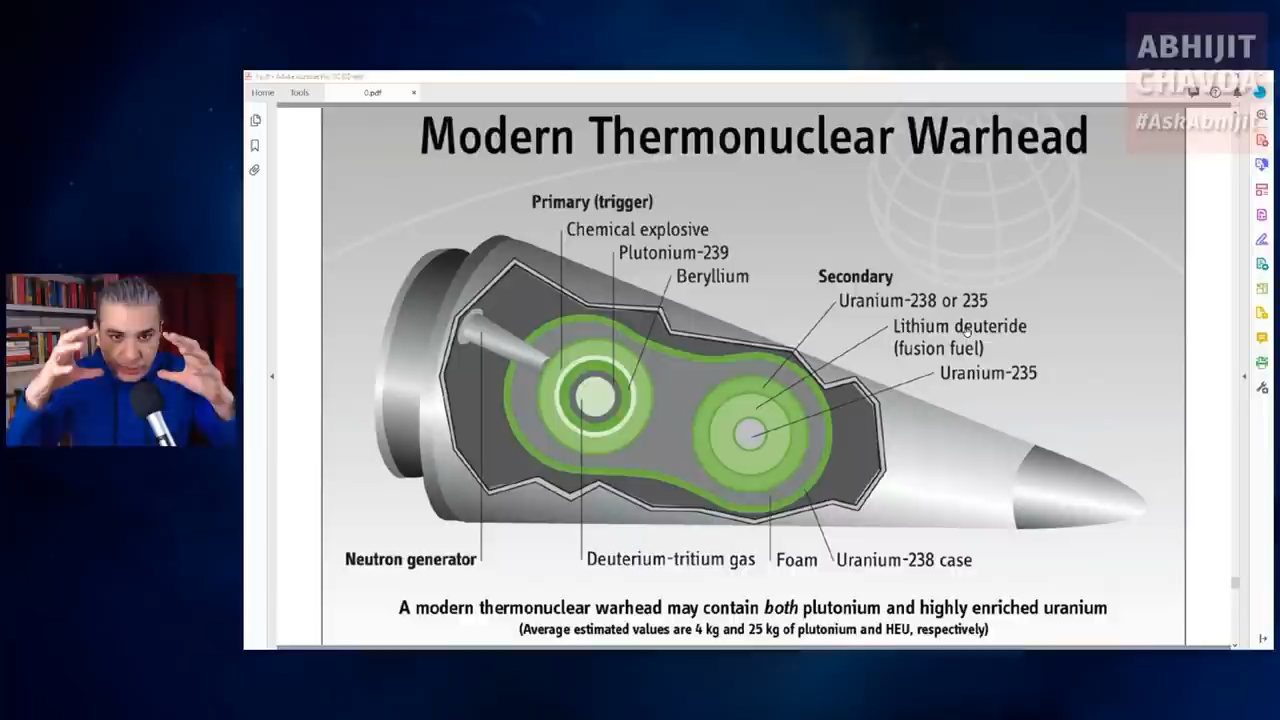 ABHIJIT
CHAVDA
#AskAbhijit
Home
Tools
0.pdf
Modern Thermonuclear Warhead
Primary (trigger)
Chemical explosive
Plutonium-239
Beryllium
Secondary
Uranium-238 or 235
Lithium deuteride
(fusion fuel)
Uranium-235
Neutron generator
Deuterium-tritium gas
Foam
Uranium-238 case
A modern thermonuclear warhead may contain both plutonium and highly enriched uranium
(Average estimated values are 4 kg and 25 kg of plutonium and HEU, respectively)